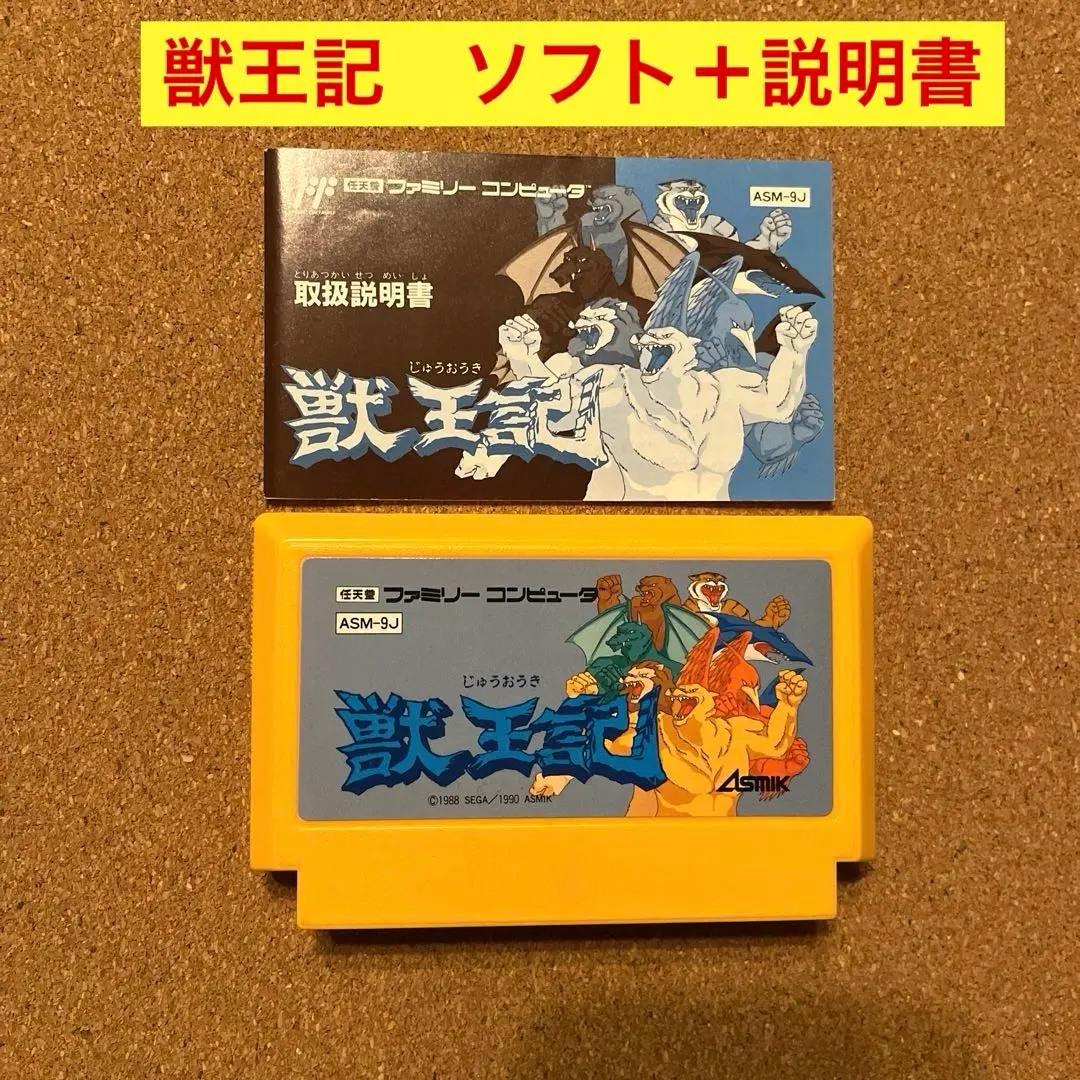 獣王記　ソフト＋説明書
任天堂 ファミリー コンピュータ™
ASM-9J
とりあつかい せつ めい しょ
取扱説明書
じゅうおうき
獣王記
任天堂 ファミリー コンピュータ
ASM-9J
じゅうおうき
獣王記
ASMIK
©1988 SEGA／1990 ASMIK